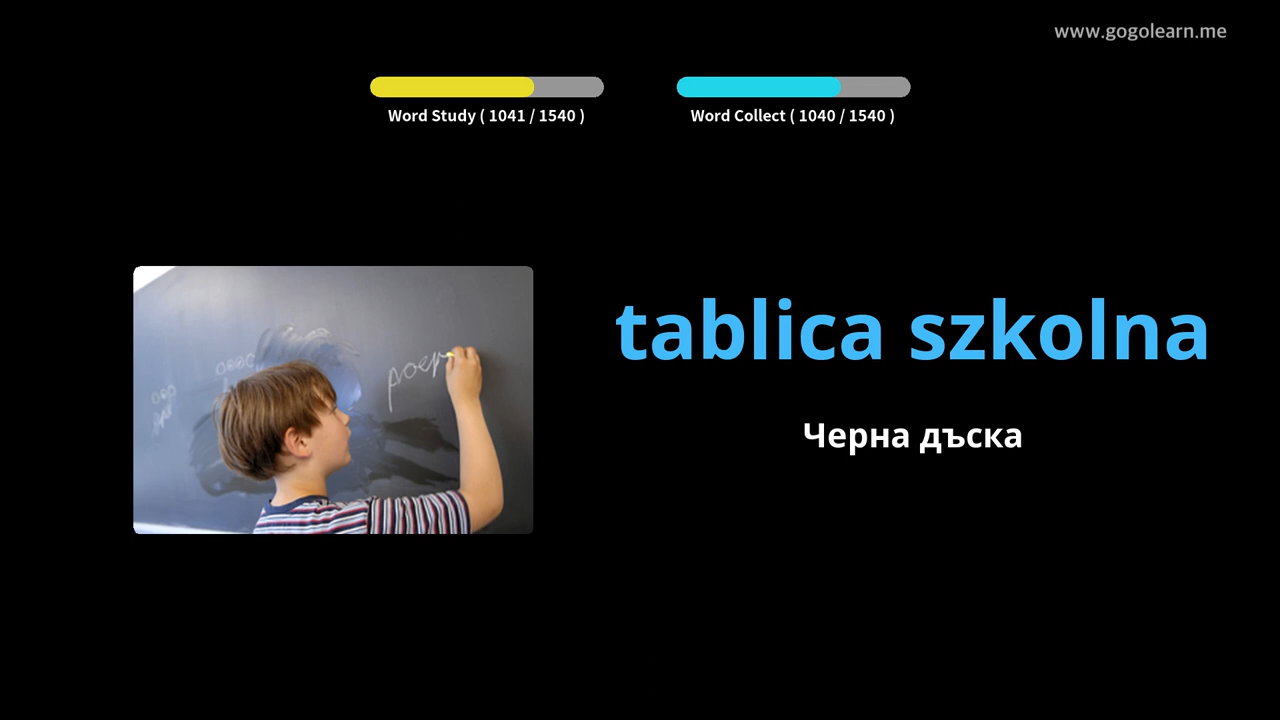 www.gogolearn.me
Word Study ( 1041 / 1540 )
Word Collect ( 1040 / 1540 )
tablica szkolna
Черна дъска